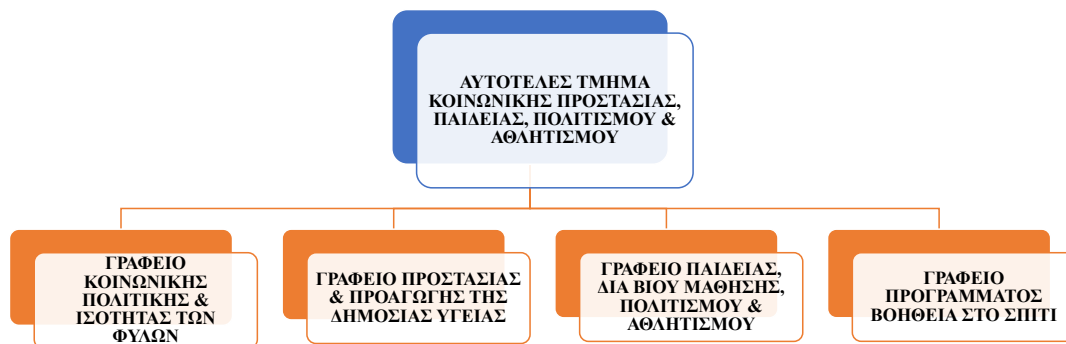 ΑΥΤΟΤΕΛΕΣ ΤΜΗΜΑ
ΚΟΙΝΩΝΙΚΗΣ ΠΡΟΣΤΑΣΙΑΣ,
ΠΑΙΔΕΙΑΣ, ΠΟΛΙΤΙΣΜΟΥ &
ΑΘΛΗΤΙΣΜΟΥ
ΓΡΑΦΕΙΟ
ΚΟΙΝΩΝΙΚΗΣ
ΠΟΛΙΤΙΚΗΣ &
ΙΣΟΤΗΤΑΣ ΤΩΝ
ΦΥΛΩΝ
ΓΡΑΦΕΙΟ ΠΡΟΣΤΑΣΙΑΣ
& ΠΡΟΑΓΩΓΗΣ ΤΗΣ
ΔΗΜΟΣΙΑΣ ΥΓΕΙΑΣ
ΓΡΑΦΕΙΟ ΠΑΙΔΕΙΑΣ,
ΔΙΑ ΒΙΟΥ ΜΑΘΗΣΗΣ,
ΠΟΛΙΤΙΣΜΟΥ &
ΑΘΛΗΤΙΣΜΟΥ
ΓΡΑΦΕΙΟ
ΠΡΟΓΡΑΜΜΑΤΟΣ
ΒΟΗΘΕΙΑ ΣΤΟ ΣΠΙΤΙ